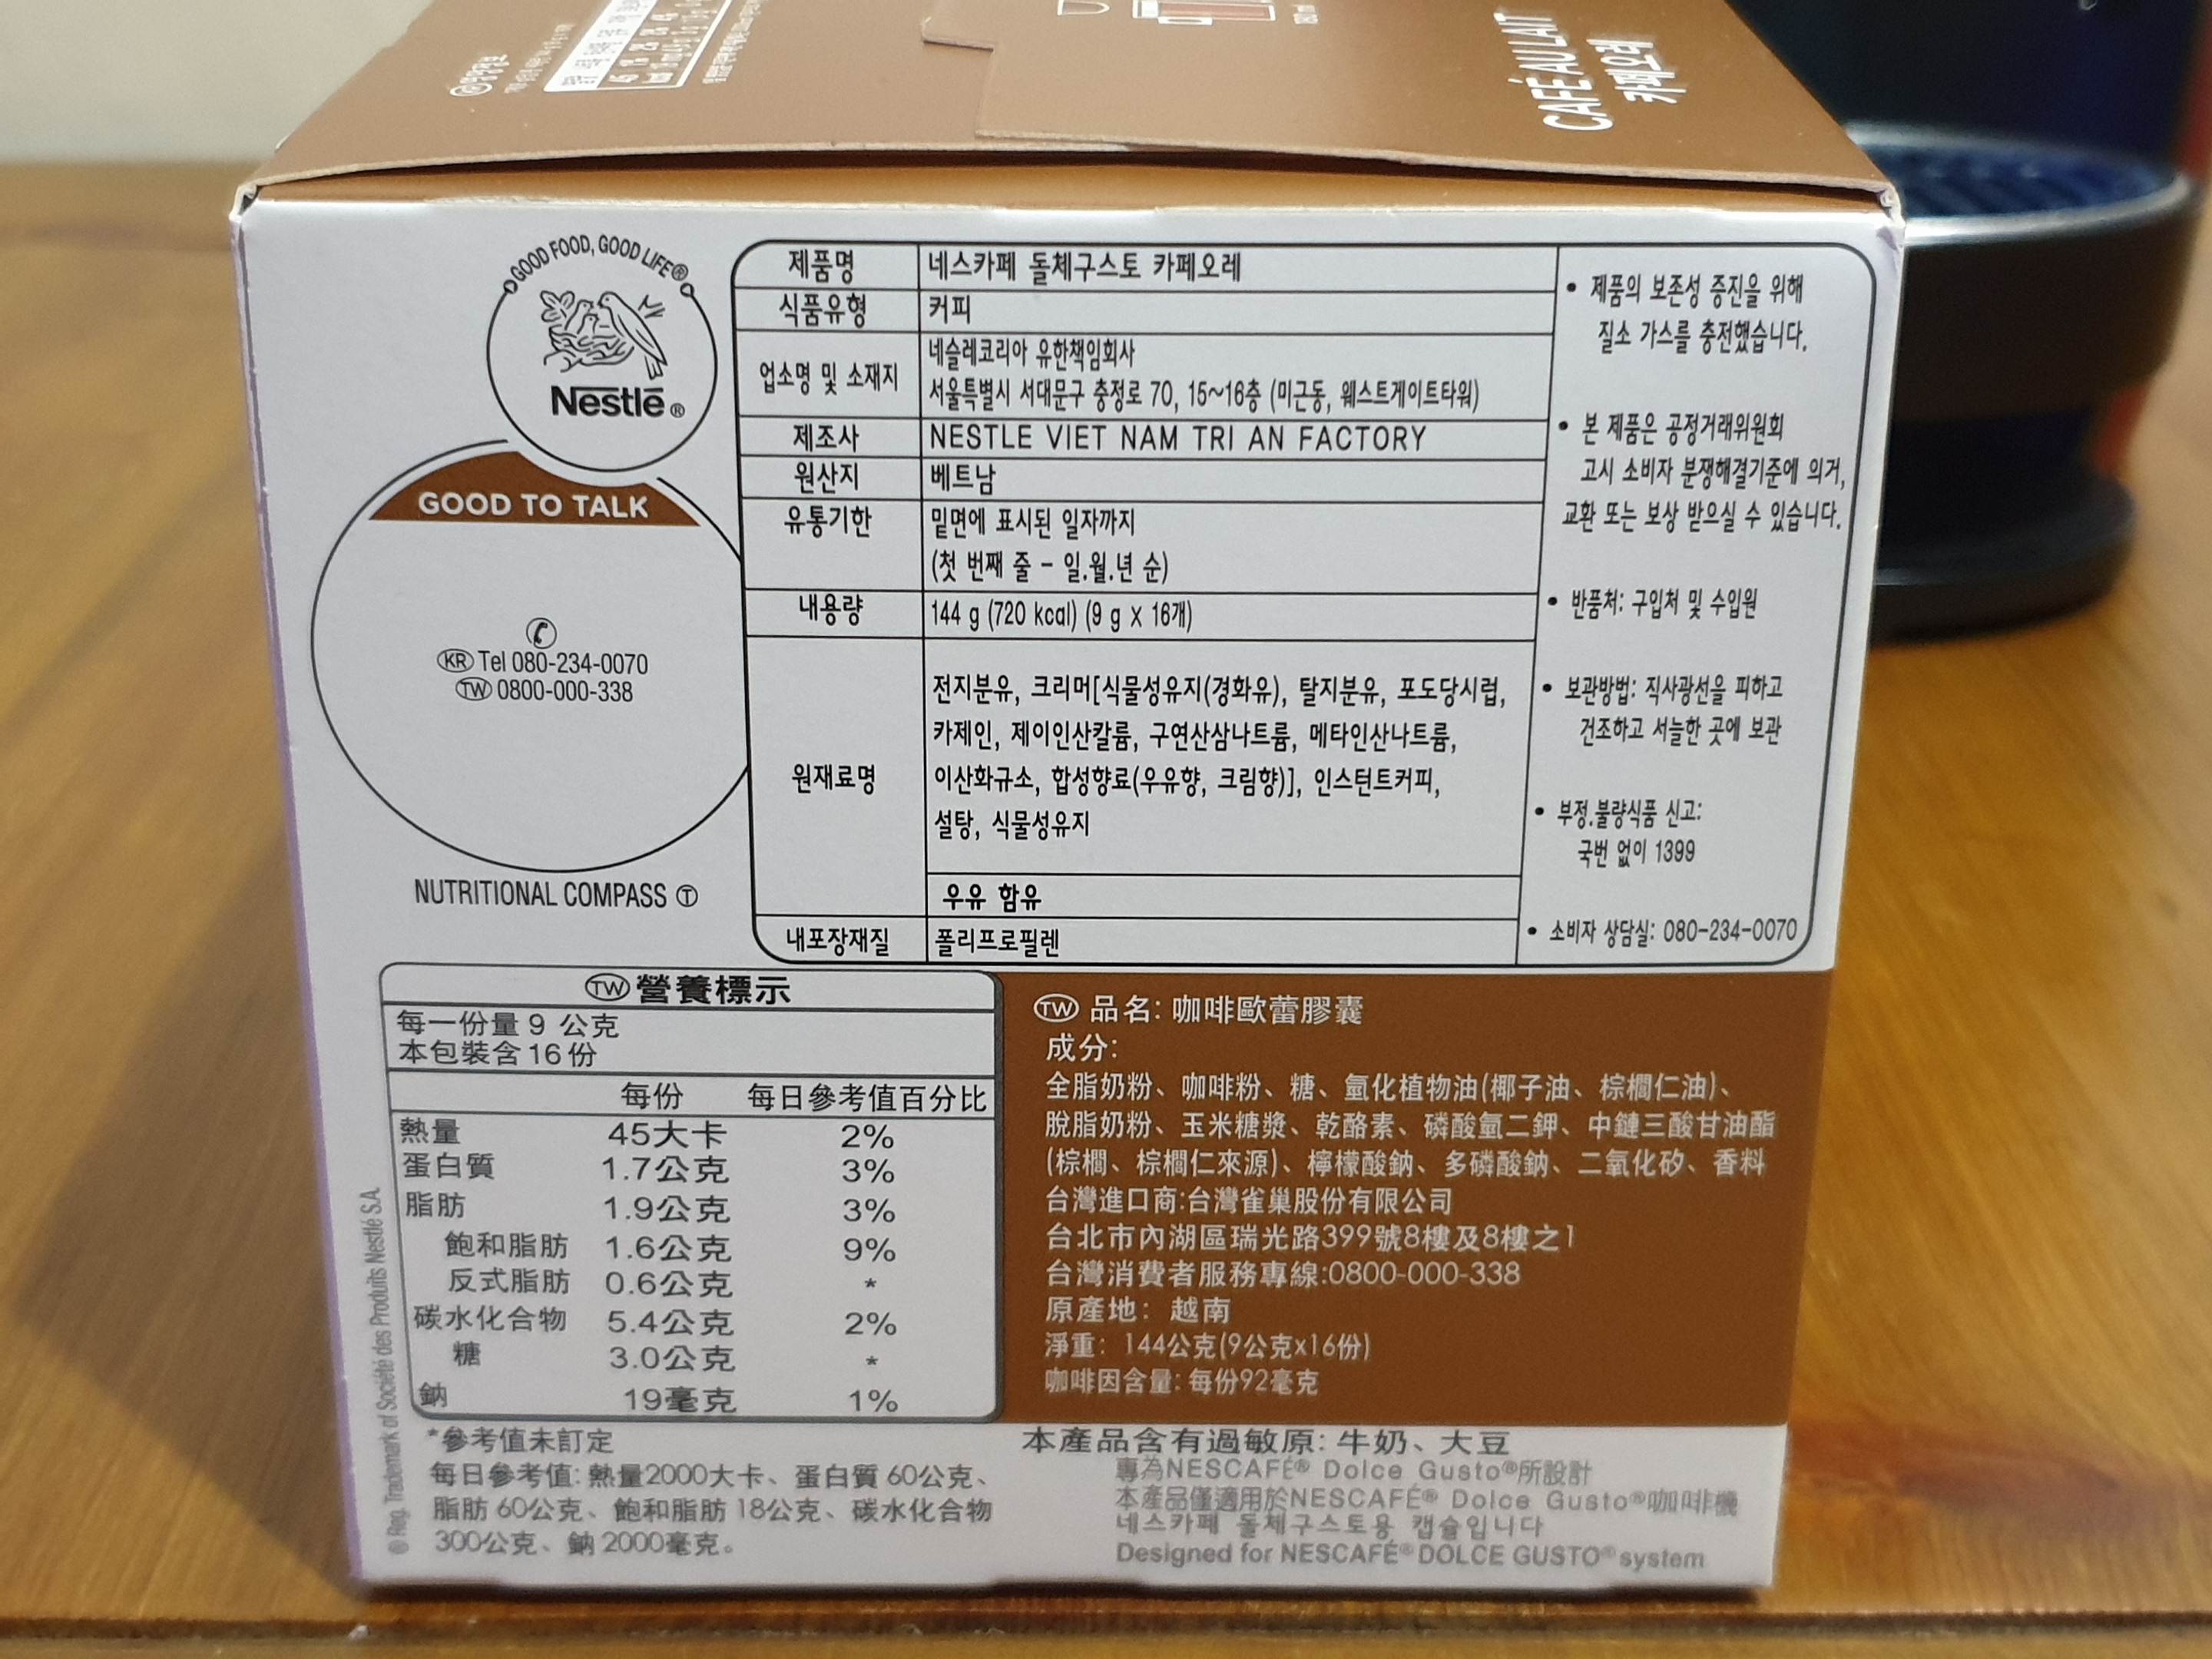 CAFÉ AU LAIT
카페오레
GOOD FOOD, GOOD LIFE®
Nestlé®
GOOD TO TALK
KR Tel 080-234-0070
TW 0800-000-338
NUTRITIONAL COMPASS Ⓣ
제품명 네스카페 돌체구스토 카페오레
식품유형 커피
업소명 및 소재지 네슬레코리아 유한책임회사
서울특별시 서대문구 충정로 70, 15~16층 (미근동, 웨스트게이트타워)
제조사 NESTLE VIET NAM TRI AN FACTORY
원산지 베트남
유통기한 밑면에 표시된 일자까지
(첫 번째 줄 - 일.월.년 순)
내용량 144 g (720 kcal) (9 g X 16개)
원재료명 전지분유, 크리머[식물성유지(경화유), 탈지분유, 포도당시럽,
카제인, 제이인산칼륨, 구연산삼나트륨, 메타인산나트륨,
이산화규소, 합성향료(우유향, 크림향)], 인스턴트커피,
설탕, 식물성유지
우유 함유
내포장재질 폴리프로필렌
• 제품의 보존성 증진을 위해
질소 가스를 충전했습니다.
• 본 제품은 공정거래위원회
고시 소비자 분쟁해결기준에 의거,
교환 또는 보상 받으실 수 있습니다.
• 반품처: 구입처 및 수입원
• 보관방법: 직사광선을 피하고
건조하고 서늘한 곳에 보관
• 부정.불량식품 신고:
국번 없이 1399
• 소비자 상담실: 080-234-0070
TW 營養標示
每一份量 9 公克
本包裝含 16 份
每份 每日參考值百分比
熱量 45大卡 2%
蛋白質 1.7公克 3%
脂肪 1.9公克 3%
飽和脂肪 1.6公克 9%
反式脂肪 0.6公克 *
碳水化合物 5.4公克 2%
糖 3.0公克 *
鈉 19毫克 1%
*參考值未訂定
每日參考值: 熱量2000大卡、蛋白質 60公克、
脂肪 60公克、飽和脂肪 18公克、碳水化合物
300公克、鈉 2000毫克。
® Reg. Trademark of Société des Produits Nestlé S.A.
TW 品名: 咖啡歐蕾膠囊
成分:
全脂奶粉、咖啡粉、糖、氫化植物油(椰子油、棕櫚仁油)、
脫脂奶粉、玉米糖漿、乾酪素、磷酸氫二鉀、中鏈三酸甘油酯
(棕櫚、棕櫚仁來源)、檸檬酸鈉、多磷酸鈉、二氧化矽、香料
台灣進口商:台灣雀巢股份有限公司
台北市內湖區瑞光路399號8樓及8樓之1
台灣消費者服務專線:0800-000-338
原產地: 越南
淨重: 144公克(9公克x16份)
咖啡因含量: 每份92毫克
本產品含有過敏原: 牛奶、大豆
專為NESCAFÉ® Dolce Gusto®所設計
本產品僅適用於NESCAFÉ® Dolce Gusto®咖啡機
네스카페 돌체구스토용 캡슐입니다
Designed for NESCAFÉ® DOLCE GUSTO® system